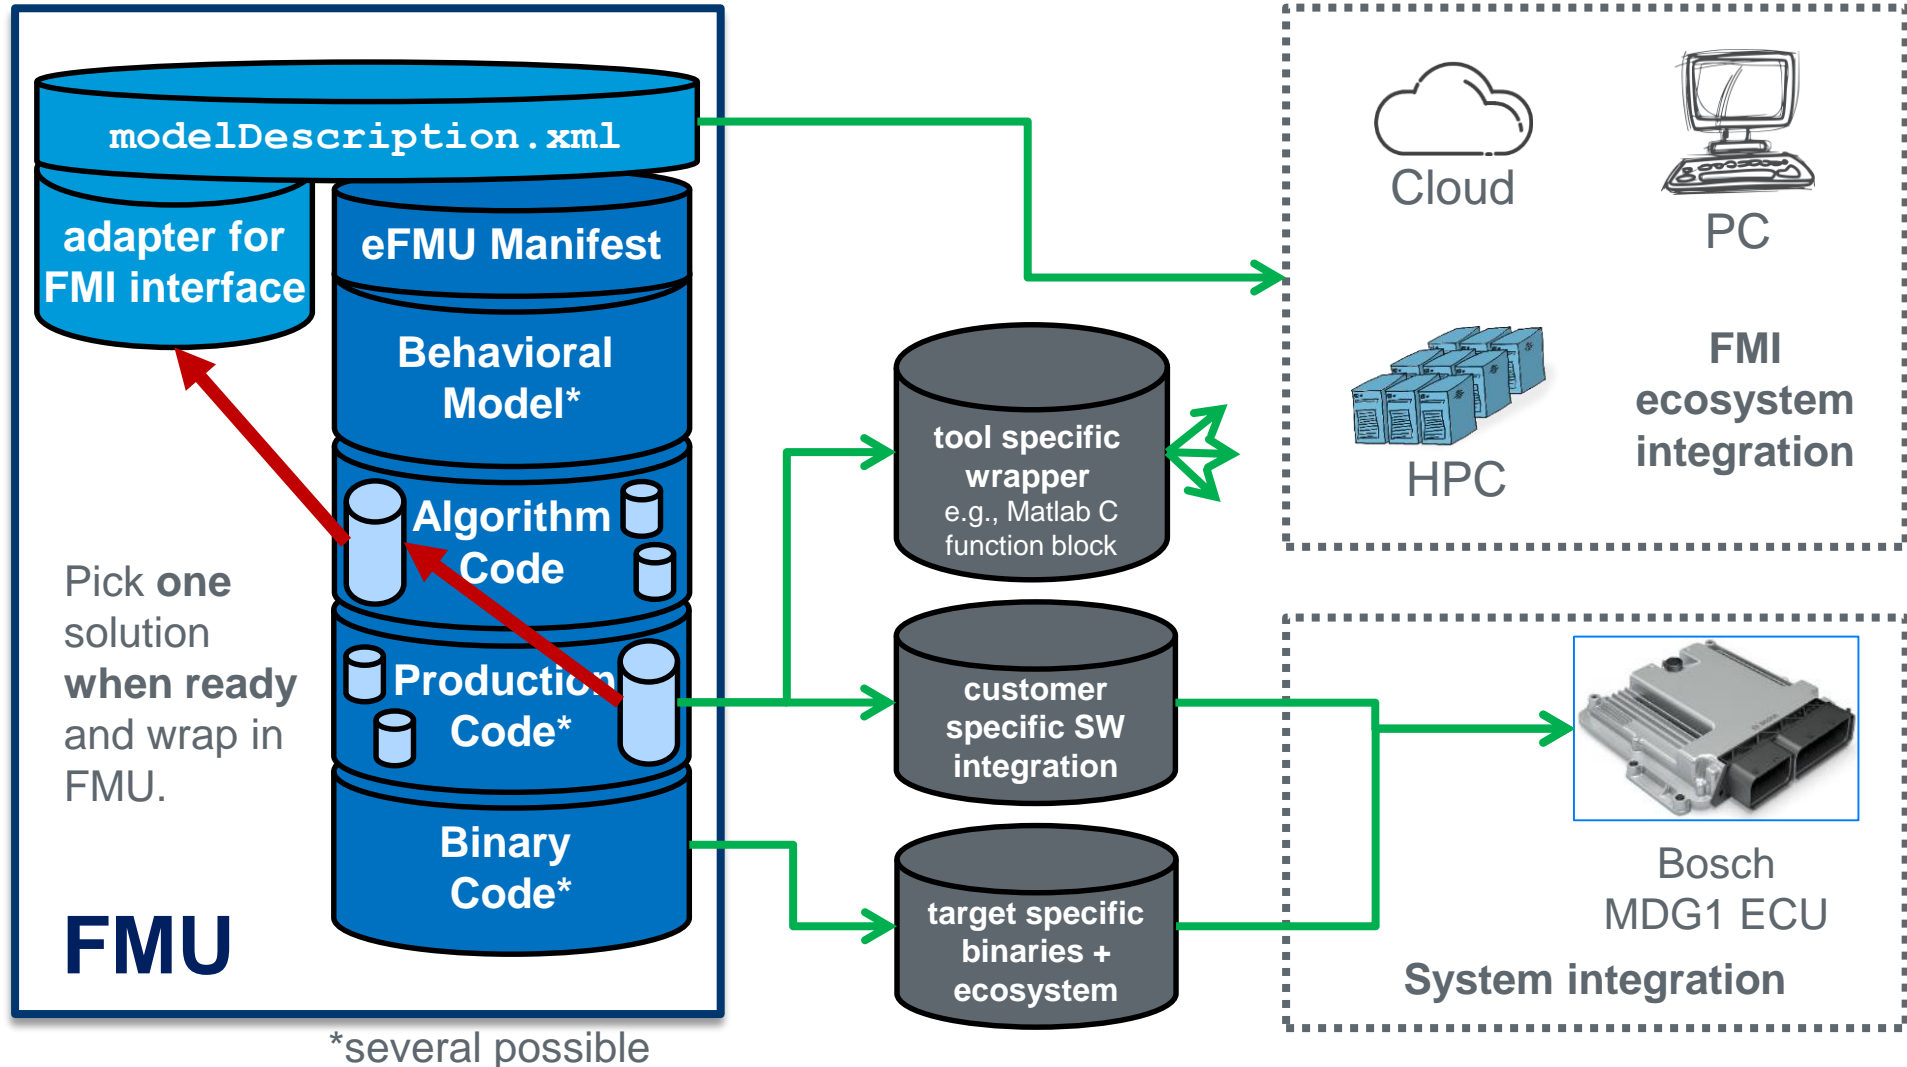 modelDescription.xml
adapter for
FMI interface
eFMU Manifest
Behavioral
Model*
Algorithm
Code
Production
Code*
Binary
Code*
Pick one
solution
when ready
and wrap in
FMU.
FMU
*several possible
tool specific
wrapper
e.g., Matlab C
function block
customer
specific SW
integration
target specific
binaries +
ecosystem
Cloud
PC
HPC
FMI
ecosystem
integration
Bosch
MDG1 ECU
System integration